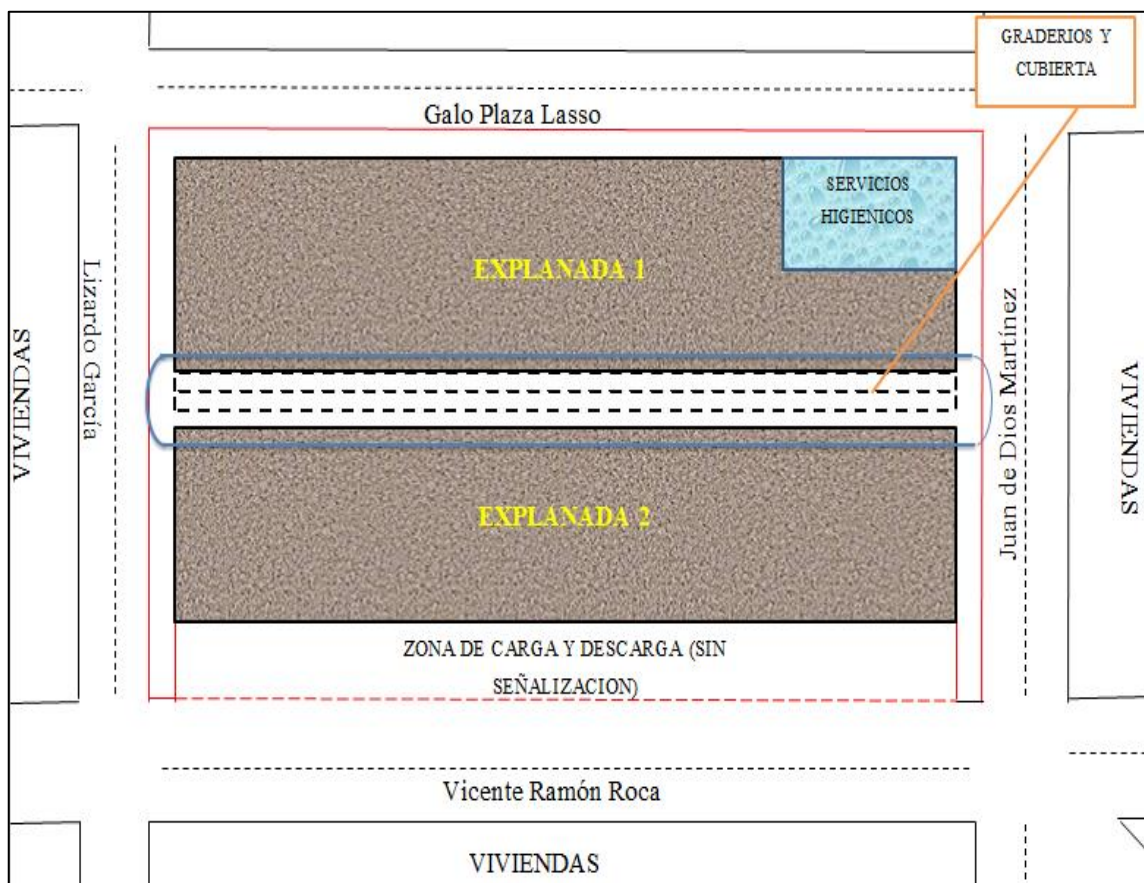 GRADERIOS Y
CUBIERTA
Galo Plaza Lasso
SERVICIOS
HIGIENICOS
EXPLANADA 1
Lizardo García
VIVIENDAS
Juan de Dios Martínez
VIVIENDAS
EXPLANADA 2
ZONA DE CARGA Y DESCARGA (SIN
SEÑALIZACION)
Vicente Ramón Roca
VIVIENDAS